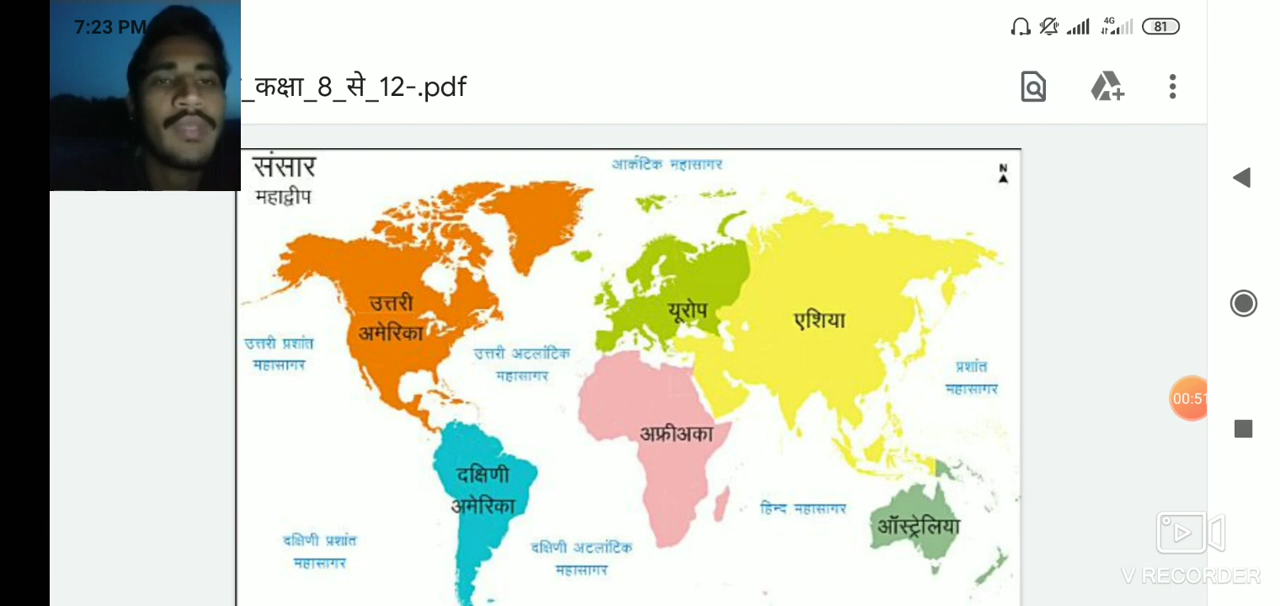 7:23 PM
4G
81
_कक्षा_8_से_12-.pdf
संसार
महाद्वीप
आर्कटिक महासागर
N
उत्तरी
अमेरिका
यूरोप
एशिया
उत्तरी प्रशांत
महासागर
उत्तरी अटलांटिक
महासागर
प्रशांत
महासागर
00:51
अफ्रीअका
दक्षिणी
अमेरिका
हिन्द महासागर
ऑस्ट्रेलिया
दक्षिणी प्रशांत
महासागर
दक्षिणी अटलांटिक
महासागर
V RECORDER